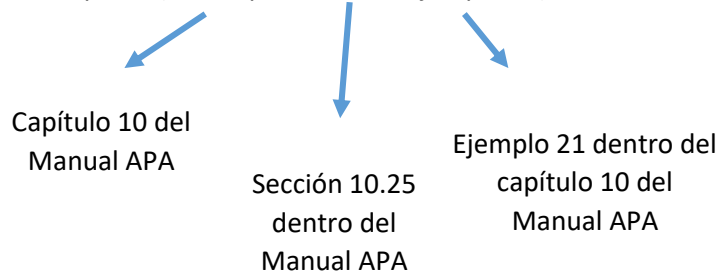 Capítulo 10 del
Manual APA
Sección 10.25
dentro del
Manual APA
Ejemplo 21 dentro del
capítulo 10 del
Manual APA